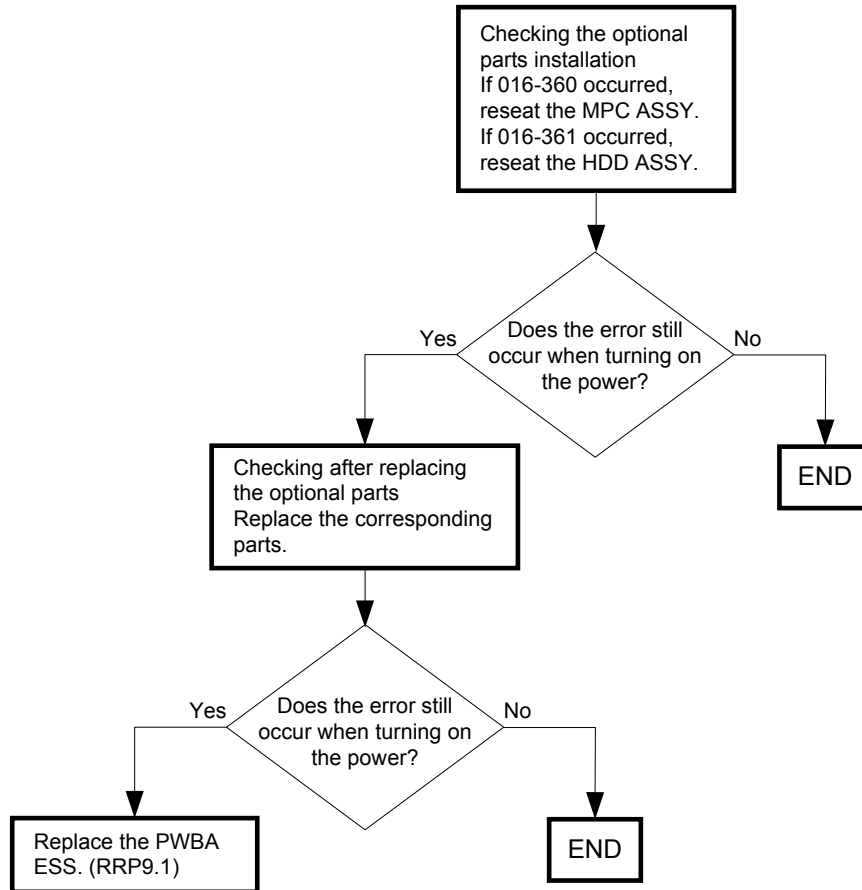 Checking the optional
parts installation
If 016-360 occurred,
reseat the MPC ASSY.
If 016-361 occurred,
reseat the HDD ASSY.
Yes
Does the error still
occur when turning on
the power?
No
END
Checking after replacing
the optional parts
Replace the corresponding
parts.
Yes
Does the error still
occur when turning on
the power?
No
Replace the PWBA
ESS. (RRP9.1)
END